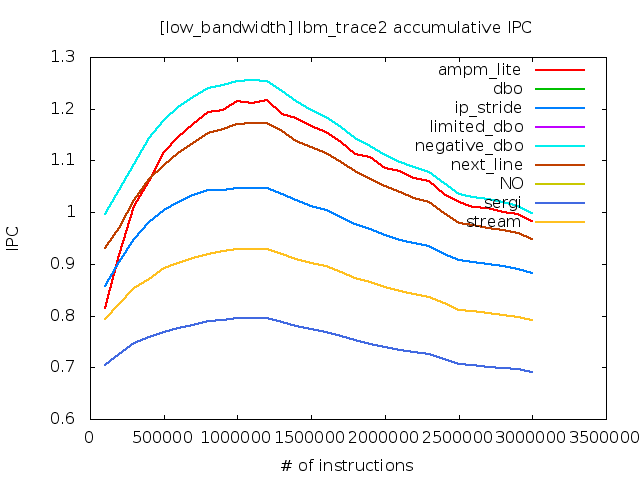 [low_bandwidth] lbm_trace2 accumulative IPC
1.3
1.2
1.1
1
0.9
0.8
0.7
0.6
IPC
ampm_lite
dbo
ip_stride
limited_dbo
negative_dbo
next_line
NO
sergi
stream
0 500000 1000000 1500000 2000000 2500000 3000000 3500000
# of instructions